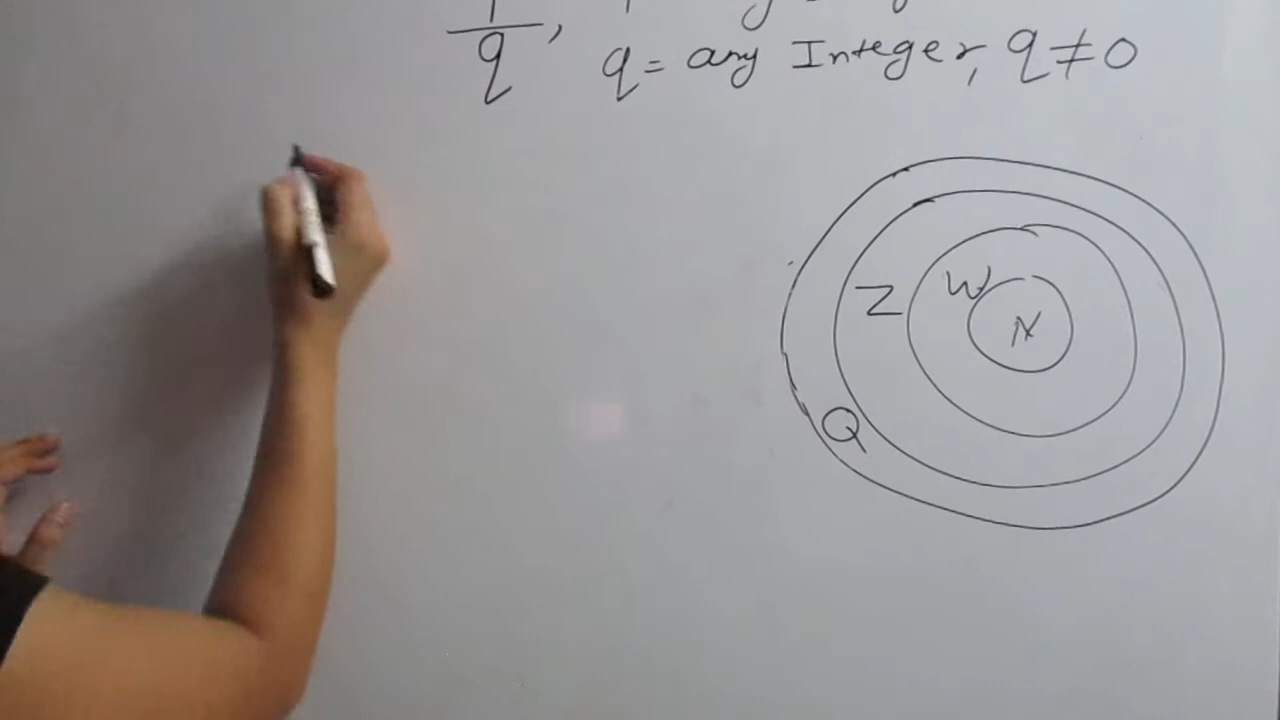 q, q = any Integer, q ≠ 0
W
Z
N
Q